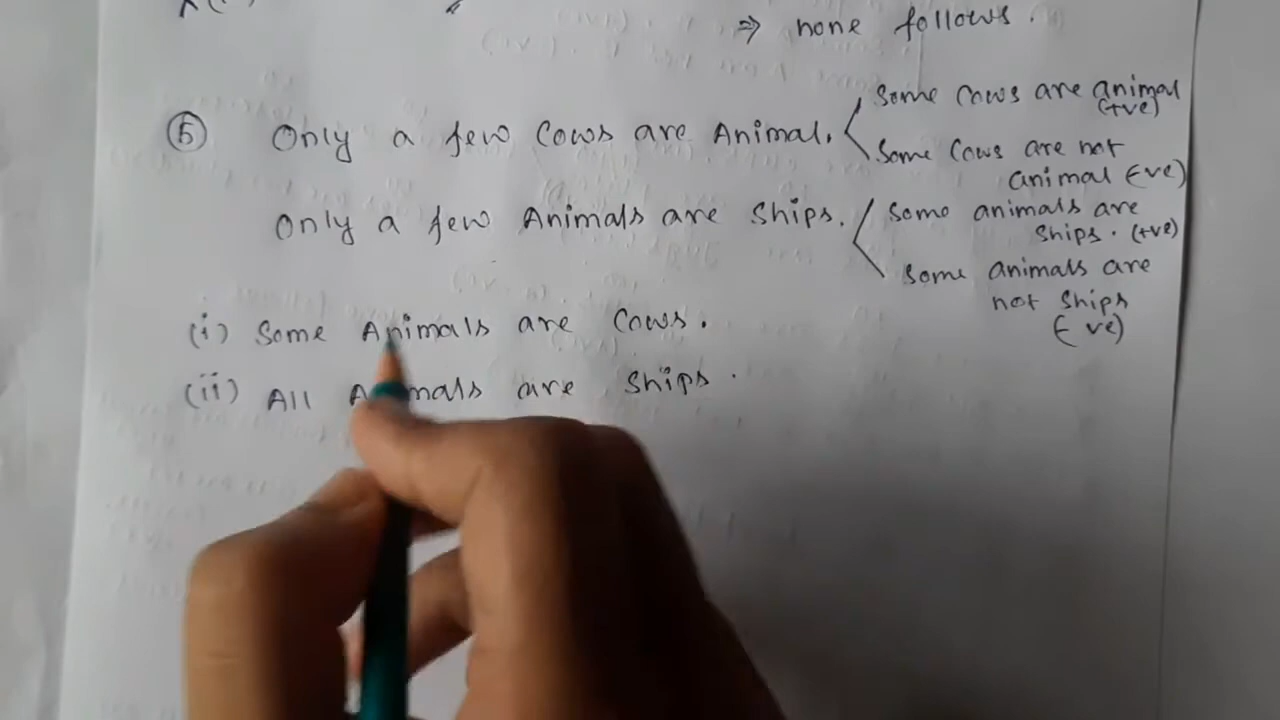 ⇒ none follows.
⑤ Only a few Cows are Animal.
Some Cows are animal
(+ve)
Some Cows are not
animal (-ve)
Only a few Animals are Ships.
Some animals are
Ships. (+ve)
Some animals are
not Ships
(-ve)
(i) Some Animals are Cows.
(ii) All Animals are Ships.